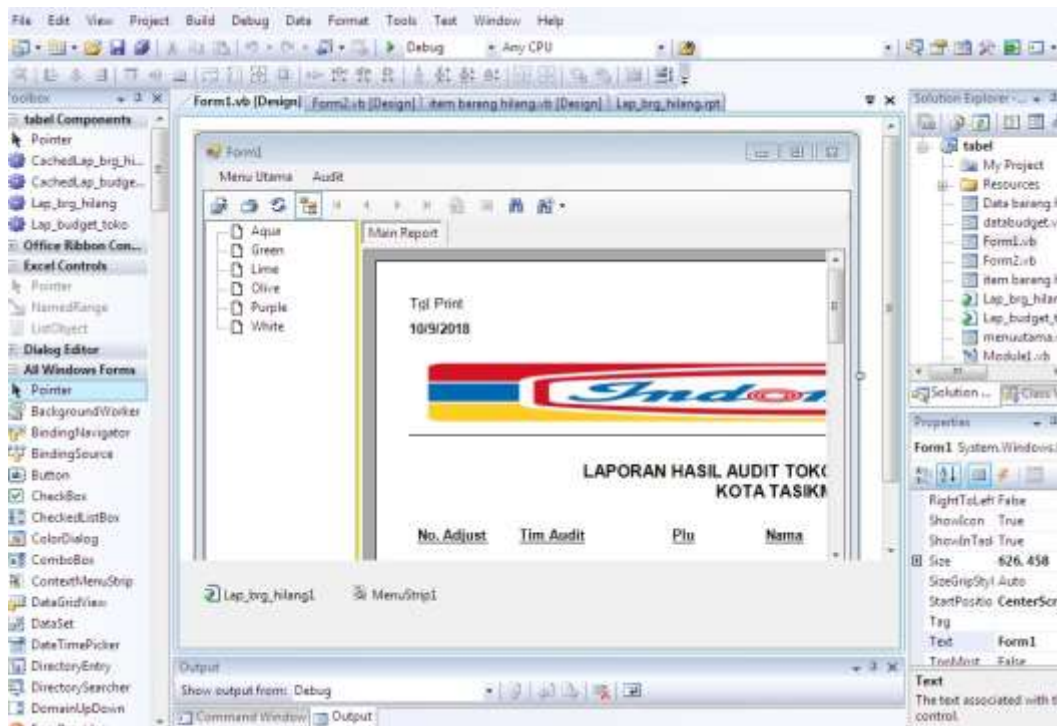 File Edit View Project Build Debug Data Format Tools Test Window Help
Debug Any CPU
Toolbox
Form1.vb [Design] Form2.vb [Design] item barang hilang.vb [Design] Lap_brg_hilang.rpt
Solution Explorer - ...
tabel Components
Pointer
CachedLap_brg_hi...
CachedLap_budge...
Lap_brg_hilang
Lap_budget_toko
Office Ribbon Con...
Excel Controls
Pointer
NamedRange
ListObject
Dialog Editor
All Windows Forms
Pointer
BackgroundWorker
BindingNavigator
BindingSource
Button
CheckBox
CheckedListBox
ColorDialog
ComboBox
ContextMenuStrip
DataGridView
DataSet
DateTimePicker
DirectoryEntry
DirectorySearcher
DomainUpDown
Form1
Menu Utama Audit
Aqua
Green
Lime
Olive
Purple
White
Main Report
Tgl Print
10/9/2018
Indom
LAPORAN HASIL AUDIT TOKO
KOTA TASIKM
No. Adjust Tim Audit Plu Nama
Lap_brg_hilang1 MenuStrip1
Output
Show output from: Debug
Command Window Output
tabel
My Project
Resources
Data barang h
databudget.v
Form1.vb
Form2.vb
item barang h
Lap_brg_hilan
Lap_budget_t
menuutama.
Module1.vb
Solution ... Class V
Properties
Form1 System.Windows.
RightToLeft False
ShowIcon True
ShowInTas True
Size 626, 458
SizeGripStyl Auto
StartPositio CenterScr
Tag
Text Form1
TopMost False
Text
The text associated with t
control.